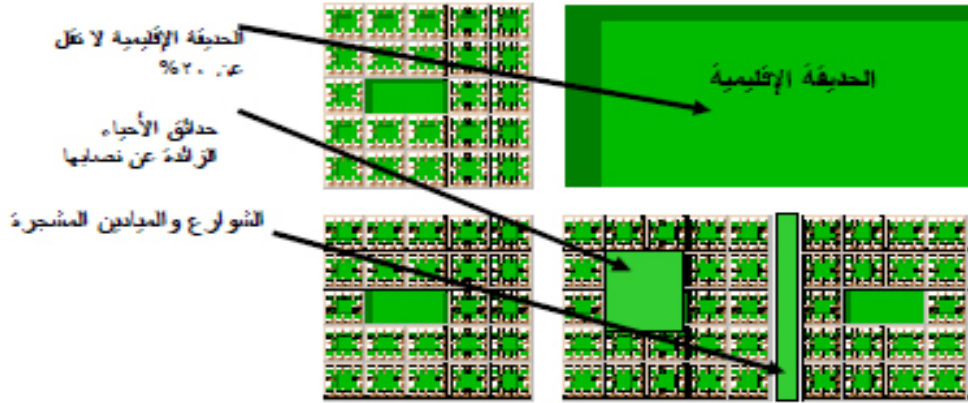 الحديقة الإقليمية لا تقل
عن ٢٠%
الحديقة الإقليمية
حدائق الأحياء
الزائدة عن نصابها
الشوارع والميادين المشجرة